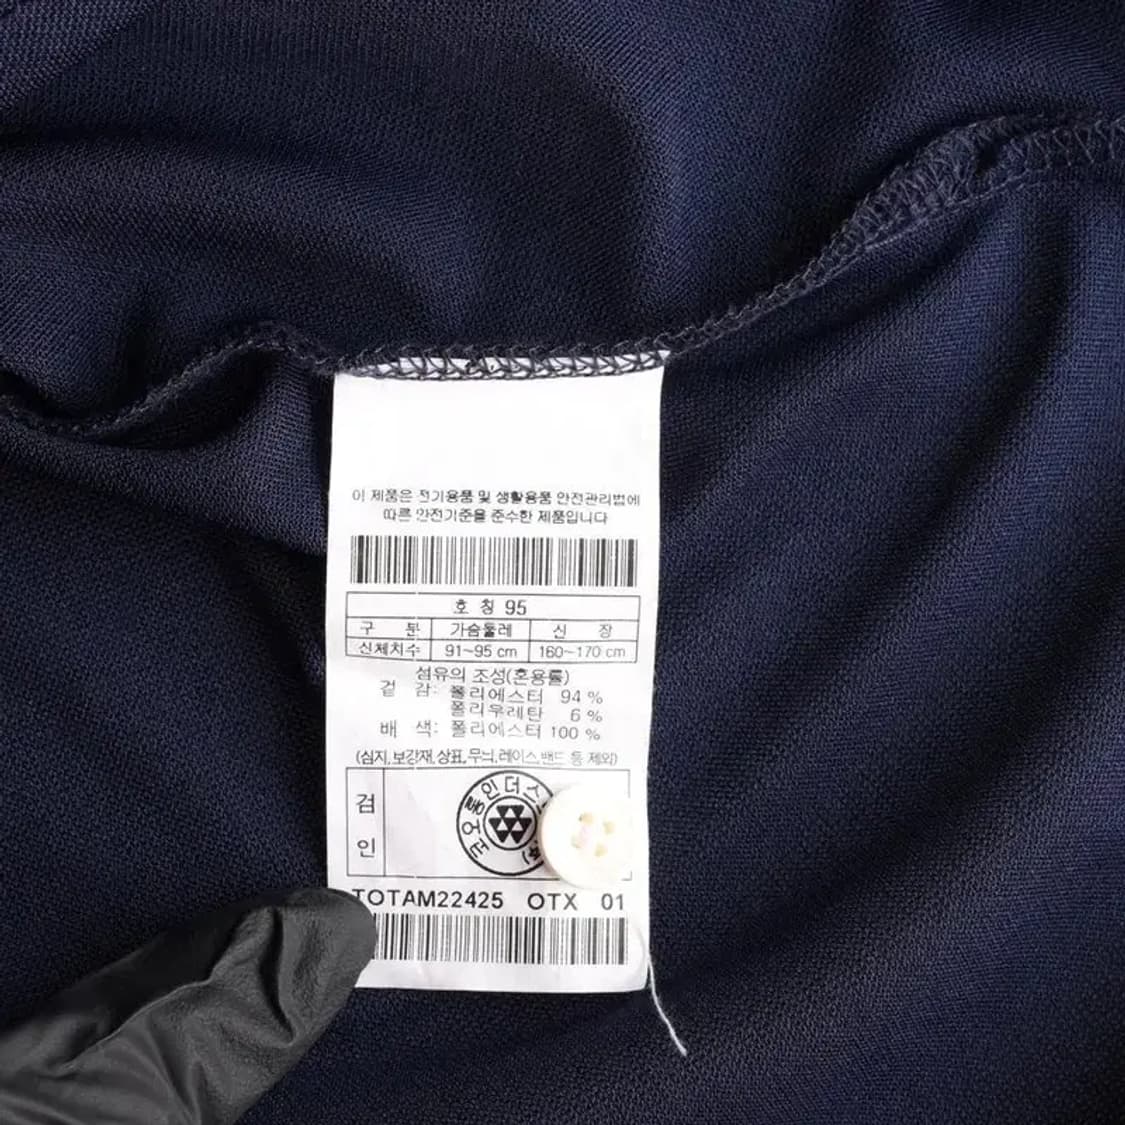 이 제품은 전기용품 및 생활용품 안전관리법에
따른 안전기준을 준수한 제품입니다
호 칭 95
구 분 가슴둘레 신 장
신체치수 91~95 cm 160~170 cm
섬유의 조성(혼용률)
겉 감: 폴리에스터 94 %
폴리우레탄 6 %
배 색: 폴리에스터 100 %
(심지,보강재,상표,무늬,레이스밴드 등 제외)
검
인
인더스
TOTAM22425 OTX 01